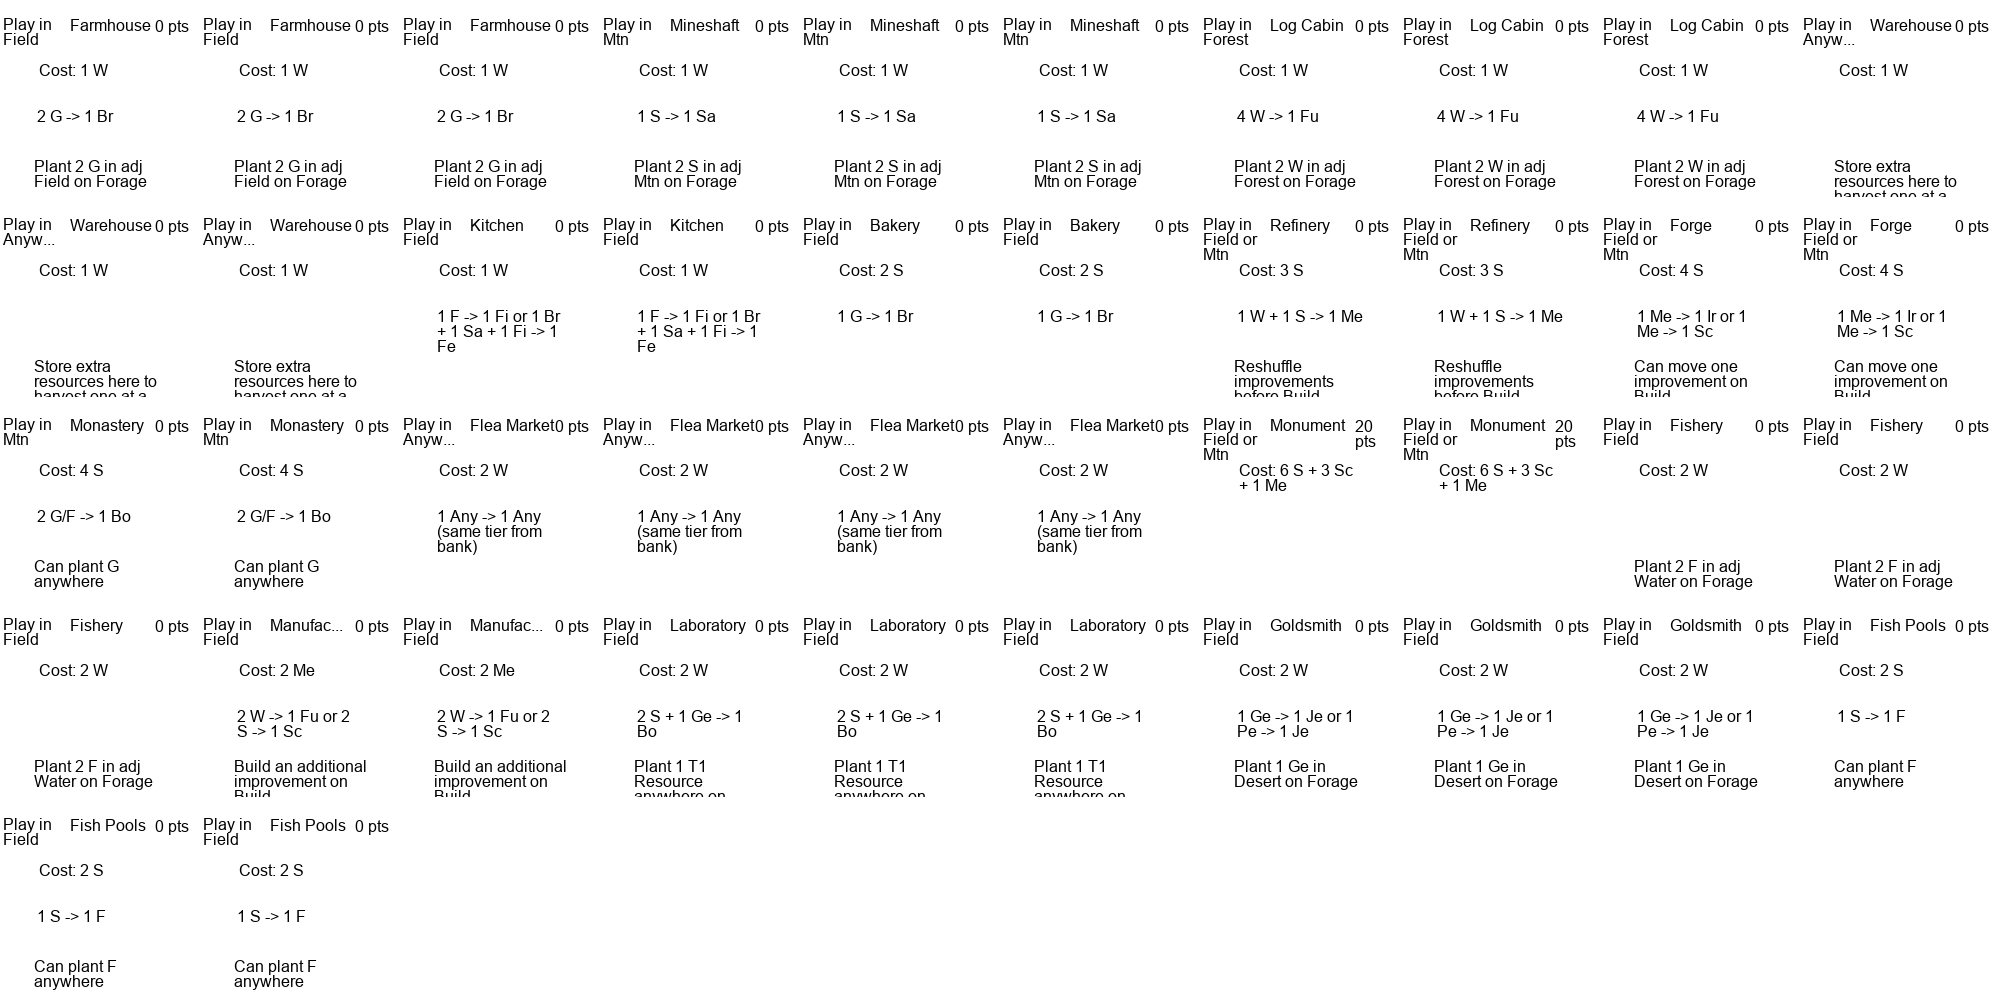 Play in
Field
Farmhouse 0 pts
Cost: 1 W
2 G -> 1 Br
Plant 2 G in adj
Field on Forage
Play in
Field
Farmhouse 0 pts
Cost: 1 W
2 G -> 1 Br
Plant 2 G in adj
Field on Forage
Play in
Field
Farmhouse 0 pts
Cost: 1 W
2 G -> 1 Br
Plant 2 G in adj
Field on Forage
Play in
Mtn
Mineshaft 0 pts
Cost: 1 W
1 S -> 1 Sa
Plant 2 S in adj
Mtn on Forage
Play in
Mtn
Mineshaft 0 pts
Cost: 1 W
1 S -> 1 Sa
Plant 2 S in adj
Mtn on Forage
Play in
Mtn
Mineshaft 0 pts
Cost: 1 W
1 S -> 1 Sa
Plant 2 S in adj
Mtn on Forage
Play in
Forest
Log Cabin 0 pts
Cost: 1 W
4 W -> 1 Fu
Plant 2 W in adj
Forest on Forage
Play in
Forest
Log Cabin 0 pts
Cost: 1 W
4 W -> 1 Fu
Plant 2 W in adj
Forest on Forage
Play in
Forest
Log Cabin 0 pts
Cost: 1 W
4 W -> 1 Fu
Plant 2 W in adj
Forest on Forage
Play in
Anyw...
Warehouse 0 pts
Cost: 1 W
Store extra
resources here to
harvest one at a
Play in
Anyw...
Warehouse 0 pts
Cost: 1 W
Store extra
resources here to
harvest one at a
Play in
Anyw...
Warehouse 0 pts
Cost: 1 W
Store extra
resources here to
harvest one at a
Play in
Field
Kitchen 0 pts
Cost: 1 W
1 F -> 1 Fi or 1 Br
+ 1 Sa + 1 Fi -> 1
Fe
Play in
Field
Kitchen 0 pts
Cost: 1 W
1 F -> 1 Fi or 1 Br
+ 1 Sa + 1 Fi -> 1
Fe
Play in
Field
Bakery 0 pts
Cost: 2 S
1 G -> 1 Br
Play in
Field
Bakery 0 pts
Cost: 2 S
1 G -> 1 Br
Play in
Field or
Mtn
Refinery 0 pts
Cost: 3 S
1 W + 1 S -> 1 Me
Reshuffle
improvements
before Build
Play in
Field or
Mtn
Refinery 0 pts
Cost: 3 S
1 W + 1 S -> 1 Me
Reshuffle
improvements
before Build
Play in
Field or
Mtn
Forge 0 pts
Cost: 4 S
1 Me -> 1 Ir or 1
Me -> 1 Sc
Can move one
improvement on
Build
Play in
Field or
Mtn
Forge 0 pts
Cost: 4 S
1 Me -> 1 Ir or 1
Me -> 1 Sc
Can move one
improvement on
Build
Play in
Mtn
Monastery 0 pts
Cost: 4 S
2 G/F -> 1 Bo
Can plant G
anywhere
Play in
Mtn
Monastery 0 pts
Cost: 4 S
2 G/F -> 1 Bo
Can plant G
anywhere
Play in
Anyw...
Flea Market 0 pts
Cost: 2 W
1 Any -> 1 Any
(same tier from
bank)
Play in
Anyw...
Flea Market 0 pts
Cost: 2 W
1 Any -> 1 Any
(same tier from
bank)
Play in
Anyw...
Flea Market 0 pts
Cost: 2 W
1 Any -> 1 Any
(same tier from
bank)
Play in
Anyw...
Flea Market 0 pts
Cost: 2 W
1 Any -> 1 Any
(same tier from
bank)
Play in
Field or
Mtn
Monument 20
pts
Cost: 6 S + 3 Sc
+ 1 Me
Play in
Field or
Mtn
Monument 20
pts
Cost: 6 S + 3 Sc
+ 1 Me
Play in
Field
Fishery 0 pts
Cost: 2 W
Plant 2 F in adj
Water on Forage
Play in
Field
Fishery 0 pts
Cost: 2 W
Plant 2 F in adj
Water on Forage
Play in
Field
Fishery 0 pts
Cost: 2 W
Plant 2 F in adj
Water on Forage
Play in
Field
Manufac... 0 pts
Cost: 2 Me
2 W -> 1 Fu or 2
S -> 1 Sc
Build an additional
improvement on
Build
Play in
Field
Manufac... 0 pts
Cost: 2 Me
2 W -> 1 Fu or 2
S -> 1 Sc
Build an additional
improvement on
Build
Play in
Field
Laboratory 0 pts
Cost: 2 W
2 S + 1 Ge -> 1
Bo
Plant 1 T1
Resource
anywhere on
Play in
Field
Laboratory 0 pts
Cost: 2 W
2 S + 1 Ge -> 1
Bo
Plant 1 T1
Resource
anywhere on
Play in
Field
Laboratory 0 pts
Cost: 2 W
2 S + 1 Ge -> 1
Bo
Plant 1 T1
Resource
anywhere on
Play in
Field
Goldsmith 0 pts
Cost: 2 W
1 Ge -> 1 Je or 1
Pe -> 1 Je
Plant 1 Ge in
Desert on Forage
Play in
Field
Goldsmith 0 pts
Cost: 2 W
1 Ge -> 1 Je or 1
Pe -> 1 Je
Plant 1 Ge in
Desert on Forage
Play in
Field
Goldsmith 0 pts
Cost: 2 W
1 Ge -> 1 Je or 1
Pe -> 1 Je
Plant 1 Ge in
Desert on Forage
Play in
Field
Fish Pools 0 pts
Cost: 2 S
1 S -> 1 F
Can plant F
anywhere
Play in
Field
Fish Pools 0 pts
Cost: 2 S
1 S -> 1 F
Can plant F
anywhere
Play in
Field
Fish Pools 0 pts
Cost: 2 S
1 S -> 1 F
Can plant F
anywhere